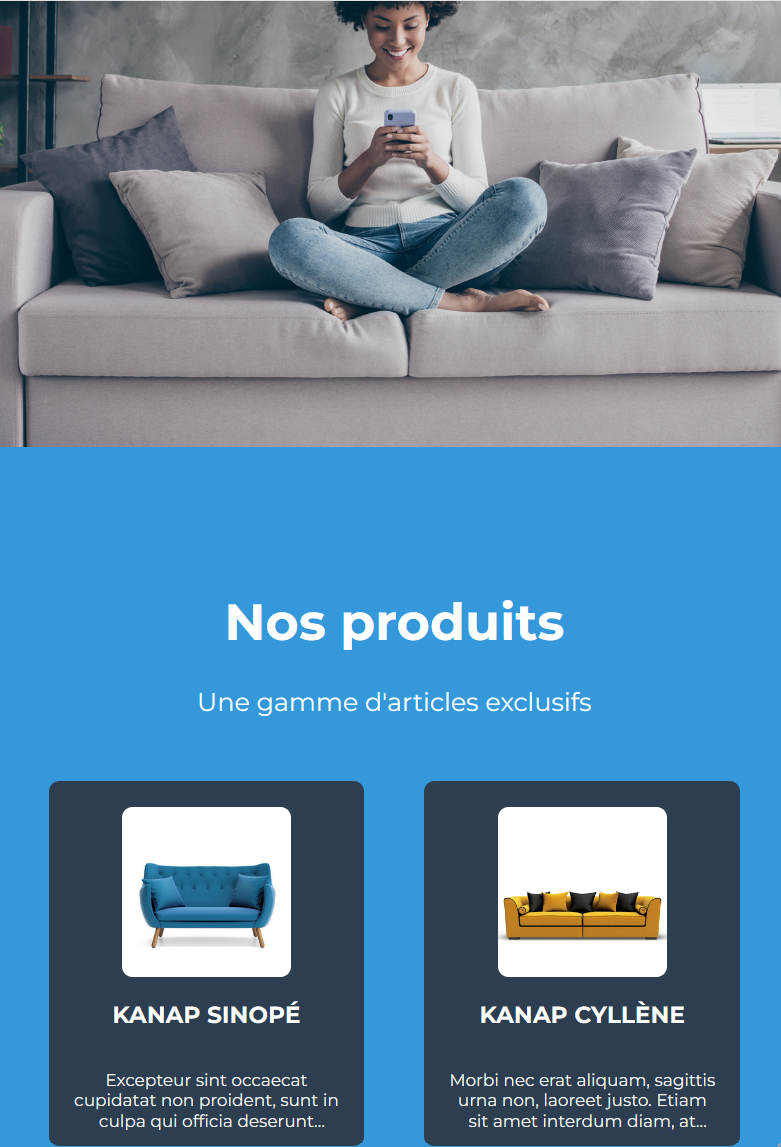 Nos produits
Une gamme d'articles exclusifs
KANAP SINOPÉ
Excepteur sint occaecat
cupidatat non proident, sunt in
culpa qui officia deserunt...
KANAP CYLLÈNE
Morbi nec erat aliquam, sagittis
urna non, laoreet justo. Etiam
sit amet interdum diam, at...